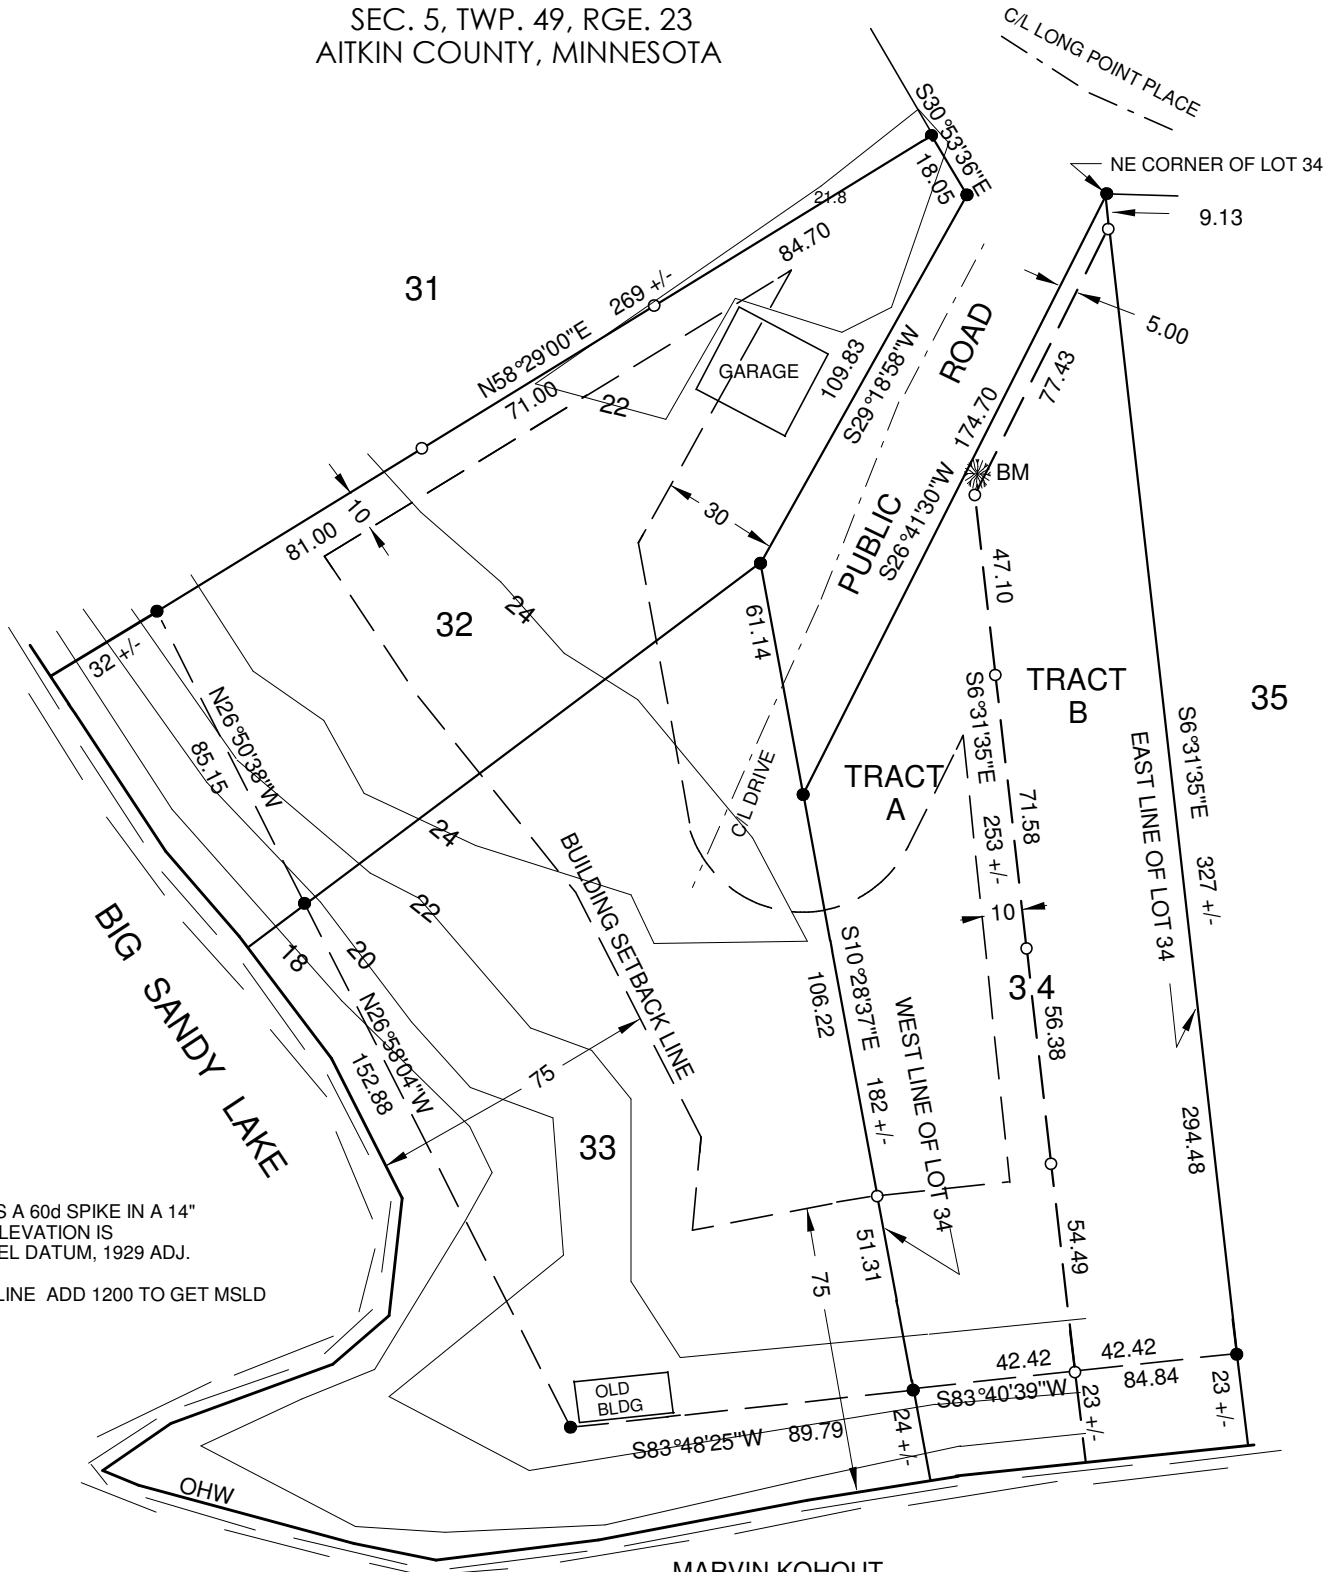 SEC. 5, TWP. 49, RGE. 23
AITKIN COUNTY, MINNESOTA
C/L LONG POINT PLACE
NE CORNER OF LOT 34
9.13
S30°53'36"E
18.05
21.8
84.70
31
269 +/-
N58°29'00"E
71.00
22
GARAGE
109.83
S29°18'58"W
PUBLIC ROAD
174.70
S26°41'30"W
77.43
5.00
BM
10
81.00
30
32
24
32 +/-
61.14
47.10
N26°50'38"W
85.15
TRACT
B
35
S6°31'35"E
253 +/-
71.58
S6°31'35"E 327 +/-
EAST LINE OF LOT 34
C/L DRIVE
TRACT
A
24
22
BUILDING SETBACK LINE
10
BIG SANDY LAKE
18
20
S10°28'37"E 182 +/-
106.22
34
56.38
WEST LINE OF LOT 34
N26°58'04"W
152.88
75
33
294.48
S A 60d SPIKE IN A 14"
LEVATION IS
EL DATUM, 1929 ADJ.
LINE ADD 1200 TO GET MSLD
51.31
75
54.49
42.42
42.42
84.84
S83°40'39"W
OLD
BLDG
S83°48'25"W 89.79
24 +/-
23 +/-
23 +/-
OHW
MARVIN KOHOUT